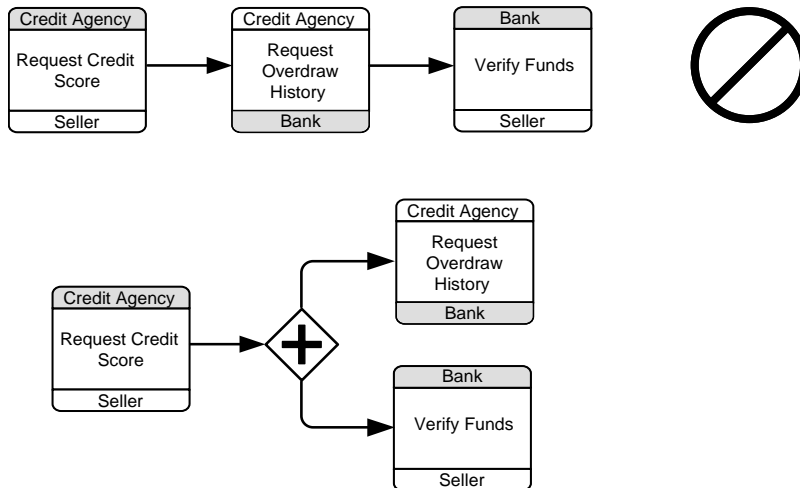 Credit Agency
Request Credit
Score
Seller
Credit Agency
Request
Overdraw
History
Bank
Bank
Verify Funds
Seller
Credit Agency
Request Credit
Score
Seller
Credit Agency
Request
Overdraw
History
Bank
Bank
Verify Funds
Seller